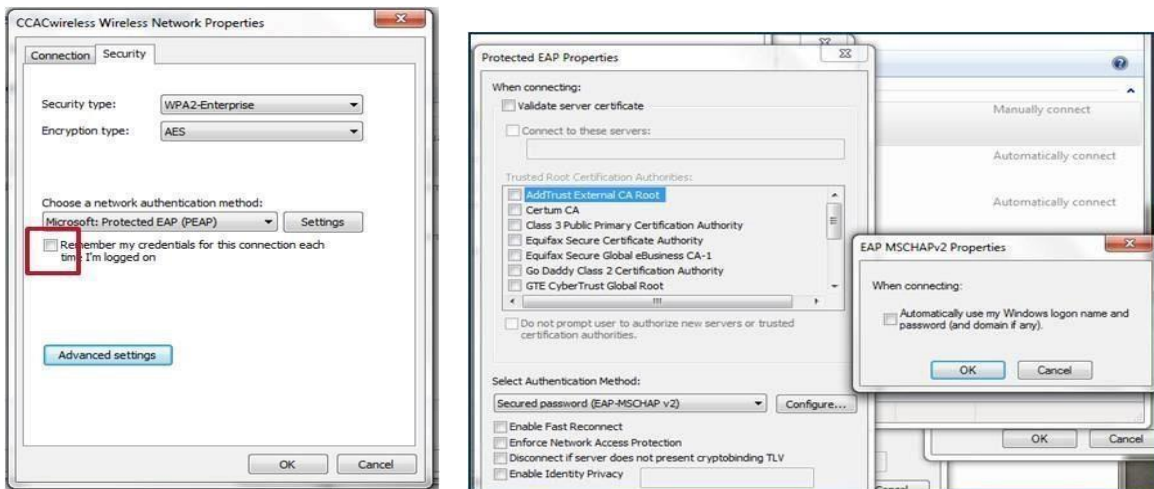 CCACwireless Wireless Network Properties
Connection
Security
Security type:
WPA2-Enterprise
Encryption type:
AES
Choose a network authentication method:
Microsoft: Protected EAP (PEAP)
Settings
Remember my credentials for this connection each
time I'm logged on
Advanced settings
OK
Cancel
Protected EAP Properties
When connecting:
Validate server certificate
Connect to these servers:
Trusted Root Certification Authorities:
AddTrust External CA Root
Certum CA
Class 3 Public Primary Certification Authority
Equifax Secure Certificate Authority
Equifax Secure Global eBusiness CA-1
Go Daddy Class 2 Certification Authority
GTE CyberTrust Global Root
Do not prompt user to authorize new servers or trusted
certification authorities.
Select Authentication Method:
Secured password (EAP-MSCHAP v2)
Configure...
Enable Fast Reconnect
Enforce Network Access Protection
Disconnect if server does not present cryptobinding TLV
Enable Identity Privacy
Manually connect
Automatically connect
Automatically connect
EAP MSCHAPv2 Properties
When connecting:
Automatically use my Windows logon name and
password (and domain if any).
OK
Cancel
OK
Cancel